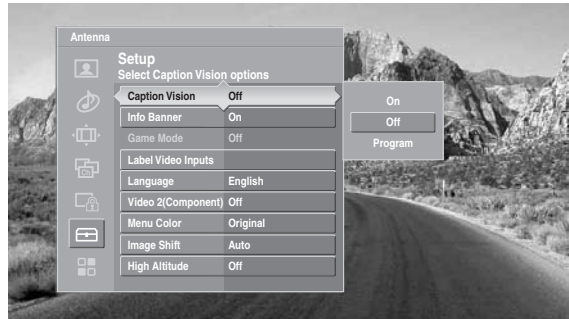 Antenna
Setup
Select Caption Vision options
Caption Vision Off
Info Banner On
Game Mode Off
Label Video Inputs
Language English
Video 2(Component) Off
Menu Color Original
Image Shift Auto
High Altitude Off
On
Off
Program